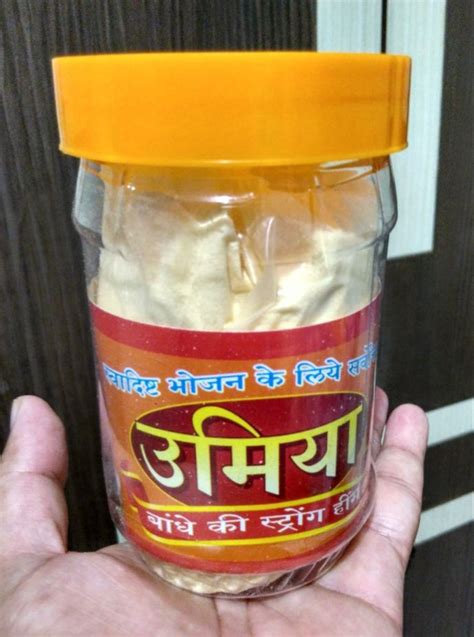 भोजन के लिये
उमिया
बांधे की स्ट्रोंग